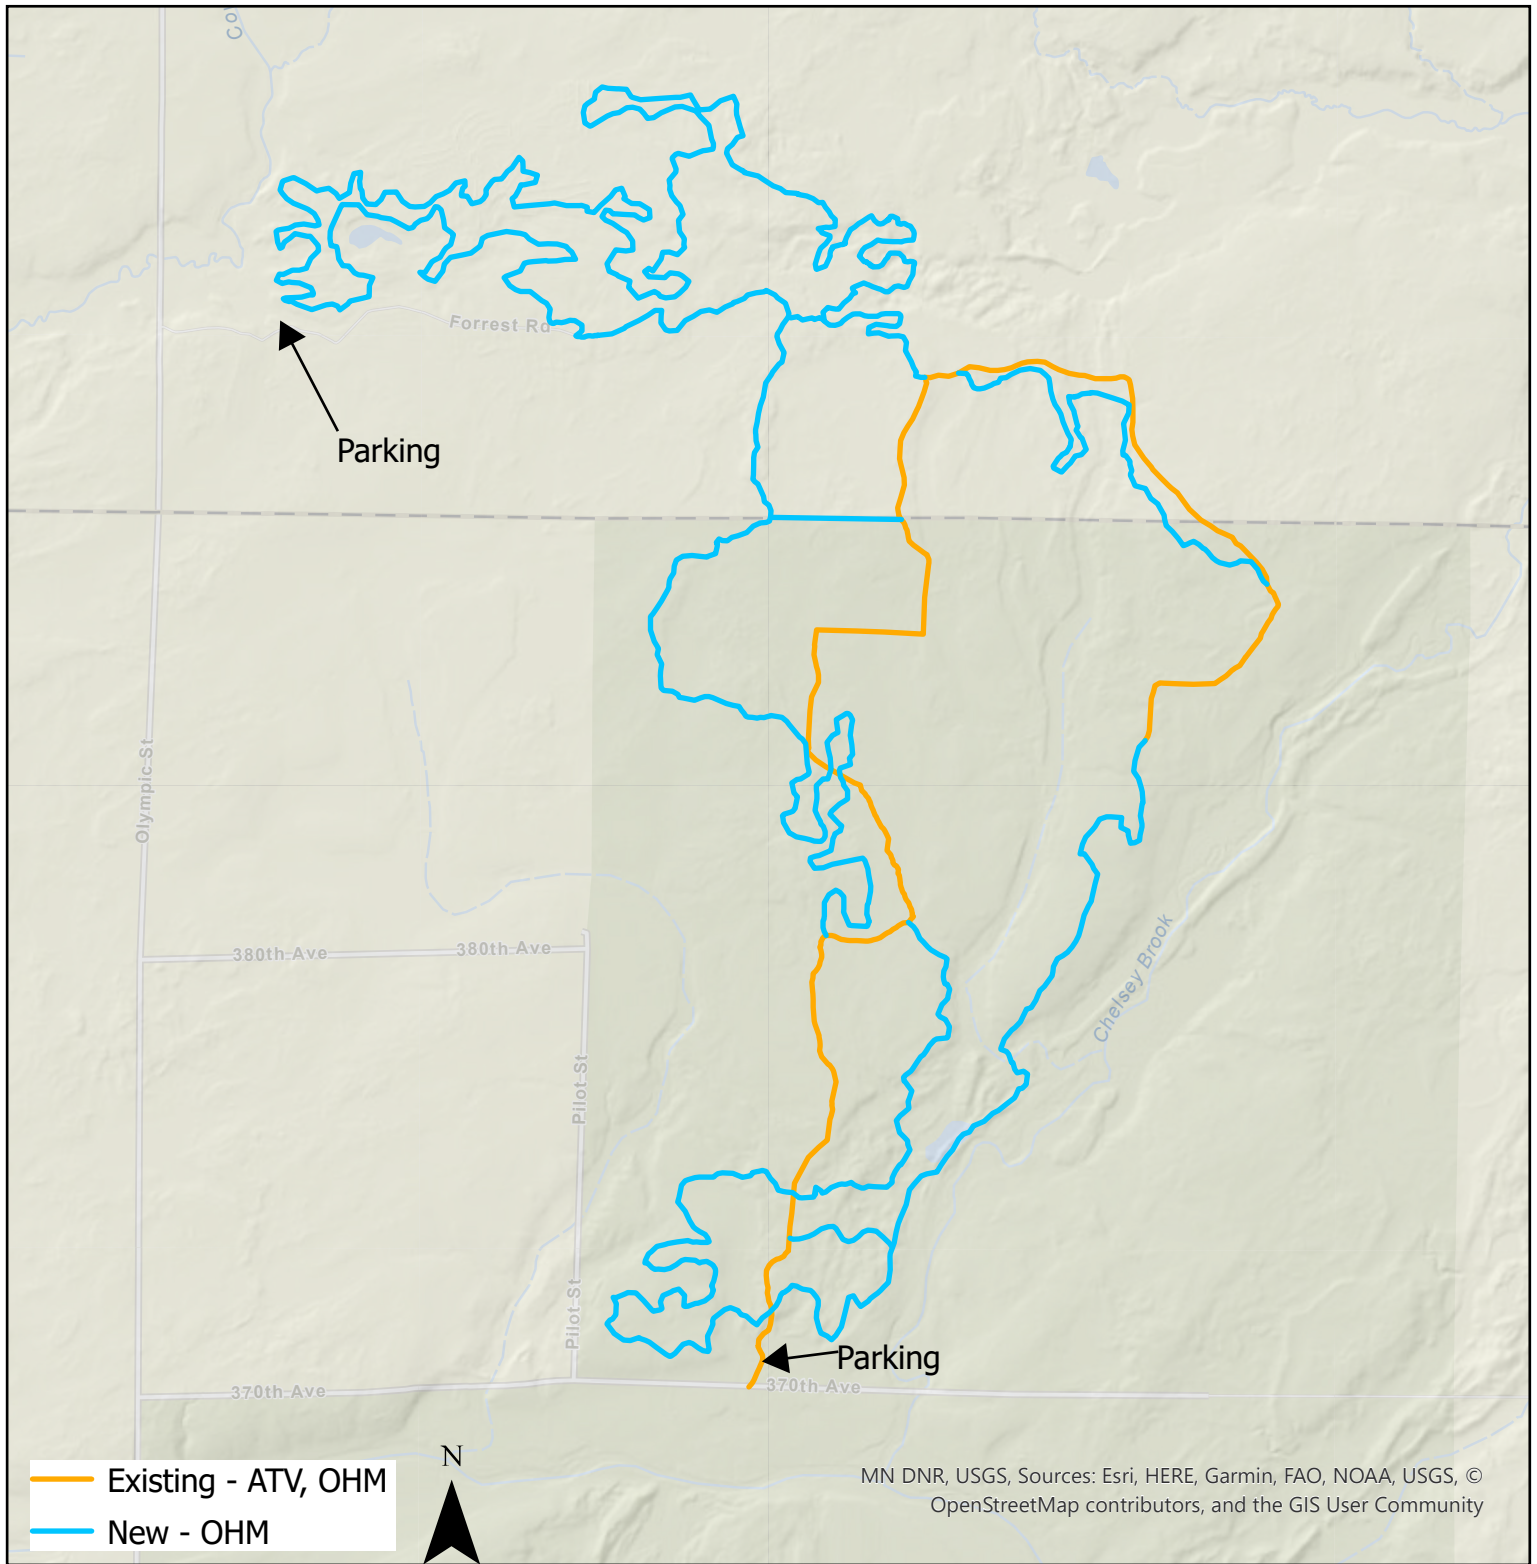 Co
Forrest Rd
Parking
Olympic St
380th Ave
380th Ave
Chelsey Brook
Pilot St
Pilot St
Parking
370th Ave
370th Ave
N
Existing - ATV, OHM
New - OHM
MN DNR, USGS, Sources: Esri, HERE, Garmin, FAO, NOAA, USGS, ©
OpenStreetMap contributors, and the GIS User Community